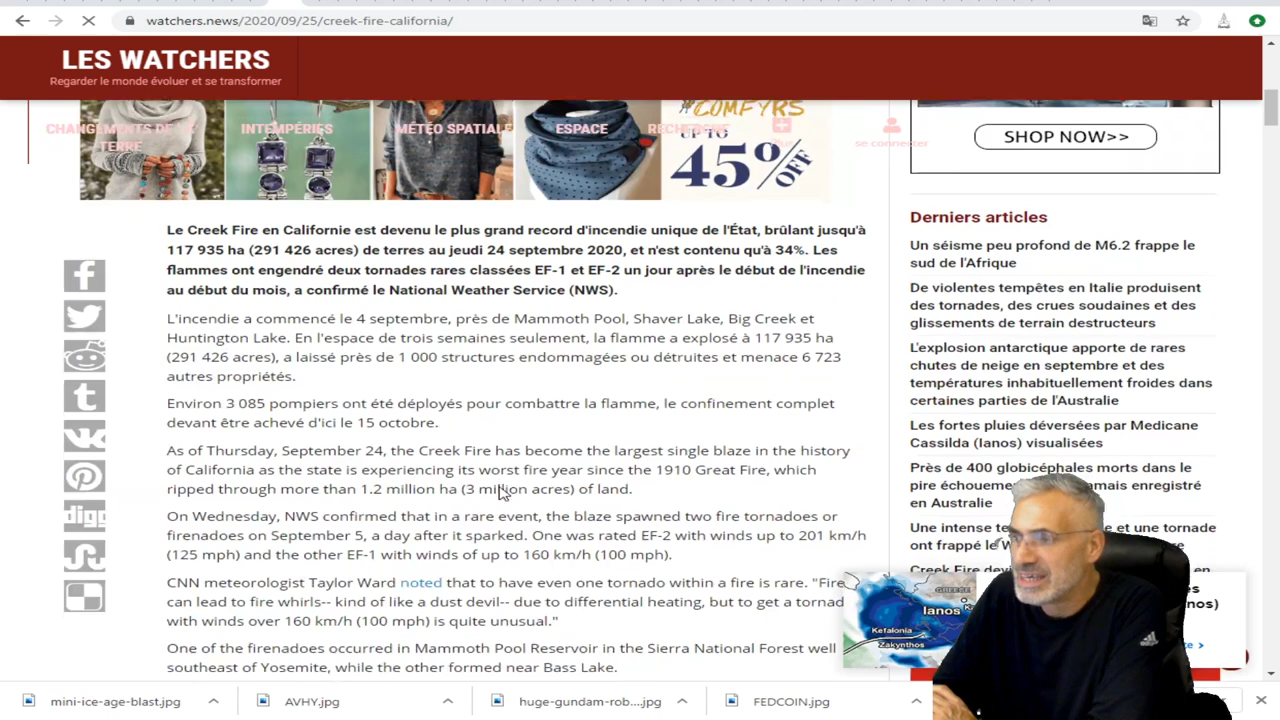 watchers.news/2020/09/25/creek-fire-california/
LES WATCHERS
Regarder le monde évoluer et se transformer
CHANGEMENTS DE
TERRE
INTEMPÉRIES
MÉTÉO SPATIALE
ESPACE
se connecter
COMFYRS
UP TO
45% OFF
SHOP NOW>>
Le Creek Fire en Californie est devenu le plus grand record d'incendie unique de l'État, brûlant jusqu'à
117 935 ha (291 426 acres) de terres au jeudi 24 septembre 2020, et n'est contenu qu'à 34%. Les
flammes ont engendré deux tornades rares classées EF-1 et EF-2 un jour après le début de l'incendie
au début du mois, a confirmé le National Weather Service (NWS).
L'incendie a commencé le 4 septembre, près de Mammoth Pool, Shaver Lake, Big Creek et
Huntington Lake. En l'espace de trois semaines seulement, la flamme a explosé à 117 935 ha
(291 426 acres), a laissé près de 1 000 structures endommagées ou détruites et menace 6 723
autres propriétés.
Environ 3 085 pompiers ont été déployés pour combattre la flamme, le confinement complet
devant être achevé d'ici le 15 octobre.
As of Thursday, September 24, the Creek Fire has become the largest single blaze in the history
of California as the state is experiencing its worst fire year since the 1910 Great Fire, which
ripped through more than 1.2 million ha (3 million acres) of land.
On Wednesday, NWS confirmed that in a rare event, the blaze spawned two fire tornadoes or
firenadoes on September 5, a day after it sparked. One was rated EF-2 with winds up to 201 km/h
(125 mph) and the other EF-1 with winds of up to 160 km/h (100 mph).
CNN meteorologist Taylor Ward noted that to have even one tornado within a fire is rare. "Fire
can lead to fire whirls-- kind of like a dust devil-- due to differential heating, but to get a tornad
with winds over 160 km/h (100 mph) is quite unusual."
One of the firenadoes occurred in Mammoth Pool Reservoir in the Sierra National Forest well
southeast of Yosemite, while the other formed near Bass Lake.
Derniers articles
Un séisme peu profond de M6.2 frappe le
sud de l'Afrique
De violentes tempêtes en Italie produisent
des tornades, des crues soudaines et des
glissements de terrain destructeurs
L'explosion antarctique apporte de rares
chutes de neige en septembre et des
températures inhabituellement froides dans
certaines parties de l'Australie
Les fortes pluies déversées par Medicane
Cassilda (Ianos) visualisées
Près de 400 globicéphales morts dans le
pire échouement jamais enregistré
en Australie
Une intense et une tornade
ont frappé le
Creek Fire en
GREECE
Ianos
Kefalonia
Zakynthos
mini-ice-age-blast.jpg
AVHY.jpg
huge-gundam-rob....jpg
FEDCOIN.jpg